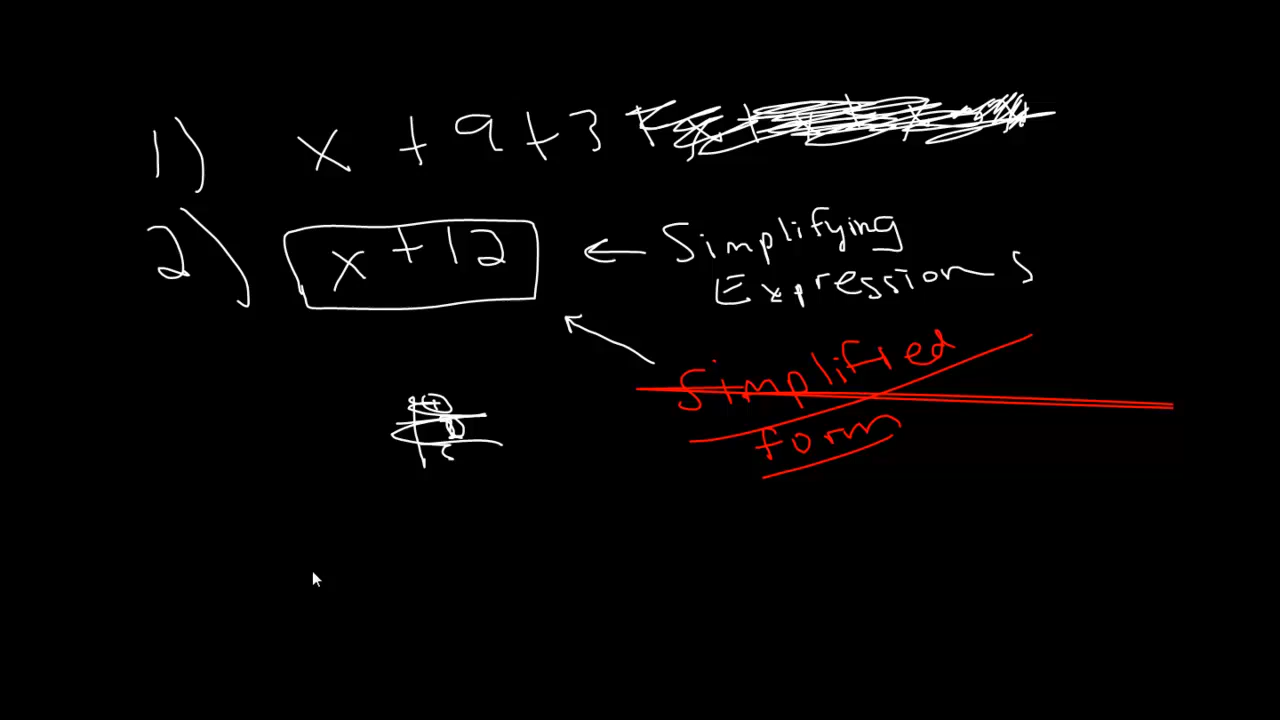 1) x + 9 + 3
2) x + 12
← Simplifying
Expressions
Simplified
form